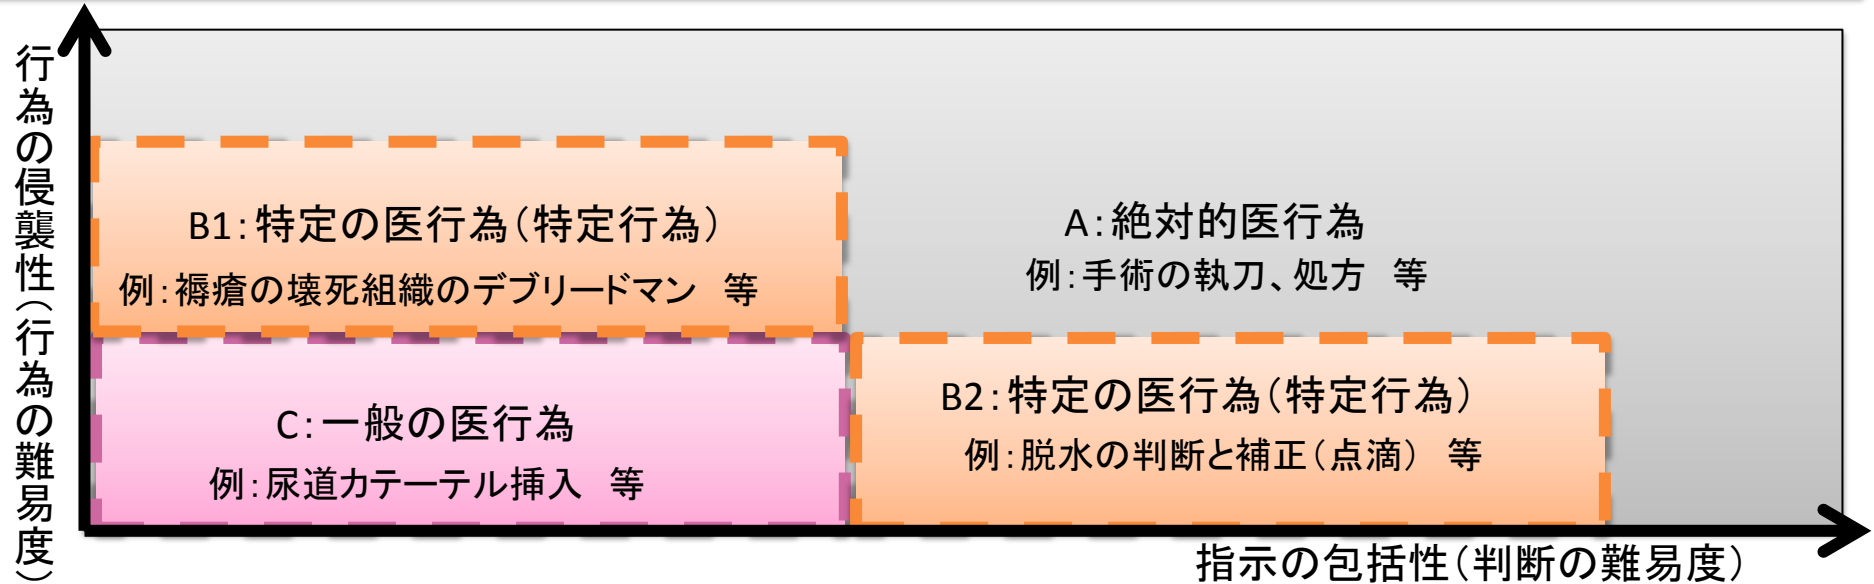 行為の侵襲性(行為の難易度)
B1:特定の医行為(特定行為)
例:褥瘡の壊死組織のデブリードマン　等
A:絶対的医行為
例:手術の執刀、処方　等
C:一般の医行為
例:尿道カテーテル挿入　等
B2:特定の医行為(特定行為)
例:脱水の判断と補正(点滴)　等
指示の包括性(判断の難易度)